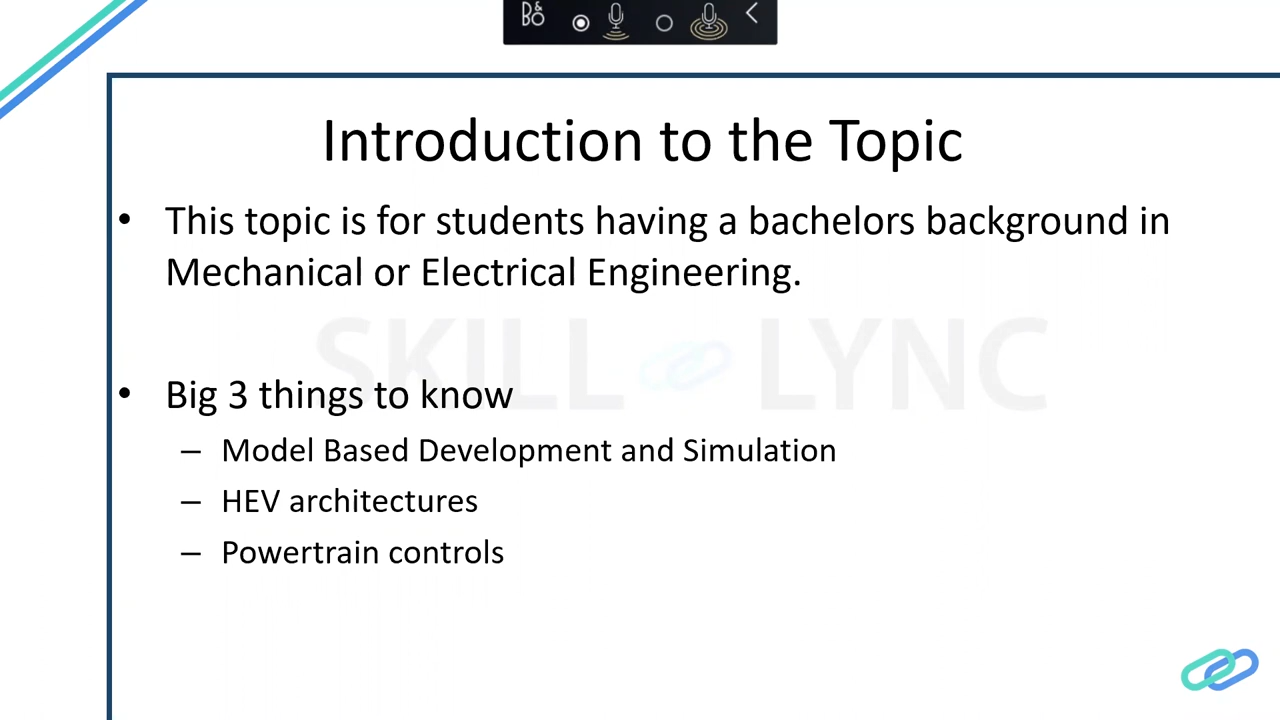 B&O
Introduction to the Topic
• This topic is for students having a bachelors background in
Mechanical or Electrical Engineering.
SKILL LYNC
• Big 3 things to know
– Model Based Development and Simulation
– HEV architectures
– Powertrain controls